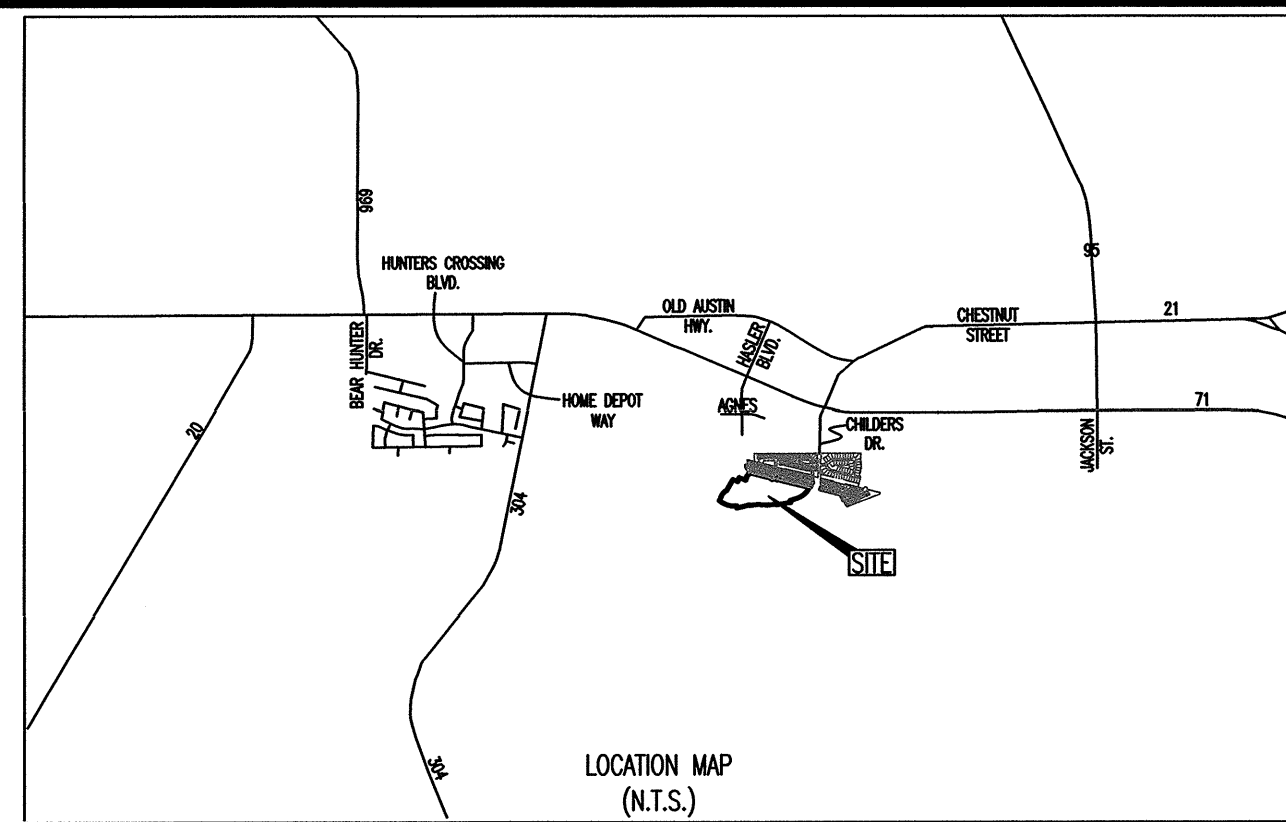 969
95
HUNTERS CROSSING
BLVD.
OLD AUSTIN
HWY.
CHESTNUT
STREET
21
BEAR HUNTER
DR.
HASLER
BLVD.
HOME DEPOT
WAY
AGNES
71
CHILDERS
DR.
20
JACKSON
ST.
304
SITE
304
LOCATION MAP
(N.T.S.)